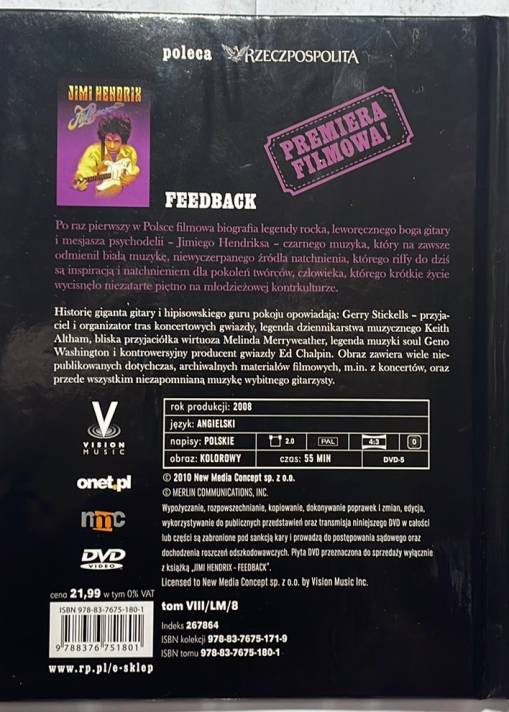 poleca RZECZPOSPOLITA
JIMI HENDRIX
PREMIERA
FILMOWA!
FEEDBACK
Po raz pierwszy w Polsce filmowa biografia legendy rocka, leworęcznego boga gitary
i mesjasza psychodelii – Jimiego Hendriksa – czarnego muzyka, który na zawsze
odmienił białą muzykę, niewyczerpanego źródła natchnienia, którego riffy do dziś
są inspiracją i natchnieniem dla pokoleń twórców, człowieka, którego krótkie życie
wycisnęło niezatarte piętno na młodzieżowej kontrkulturze.
Historię giganta gitary i hipisowskiego guru pokoju opowiadają: Gerry Stickells – przyja-
ciel i organizator tras koncertowych gwiazdy, legenda dziennikarstwa muzycznego Keith
Altham, bliska przyjaciółka wirtuoza Melinda Merryweather, legenda muzyki soul Geno
Washington i kontrowersyjny producent gwiazdy Ed Chalpin. Obraz zawiera wiele nie-
publikowanych dotychczas, archiwalnych materiałów filmowych, m.in. z koncertów, oraz
przede wszystkim niezapomnianą muzykę wybitnego gitarzysty.
VISION
MUSIC
onet.pl
nmc
DVD
VIDEO
rok produkcji: 2008
język: ANGIELSKI
napisy: POLSKIE 2.0 PAL 4:3 0
obraz: KOLOROWY czas: 55 MIN DVD-5
© 2010 New Media Concept sp. z o.o.
© MERLIN COMMUNICATIONS, INC.
Wypożyczanie, rozpowszechnianie, kopiowanie, dokonywanie poprawek i zmian, edycja,
wykorzystywanie do publicznych przedstawień oraz transmisja niniejszego DVD w całości
lub części są zabronione pod sankcją kary i prowadzą do postępowania sądowego oraz
dochodzenia roszczeń odszkodowawczych. Płyta DVD przeznaczona do sprzedaży wyłącznie
z książką „JIMI HENDRIX - FEEDBACK".
Licensed to New Media Concept sp. z o.o. by Vision Music Inc.
cena 21,99 w tym 0% VAT
ISBN 978-83-7675-180-1
9 788376 751801
www.rp.pl/e-sklep
tom VIII/LM/8
Indeks 267864
ISBN kolekcji 978-83-7675-171-9
ISBN tomu 978-83-7675-180-1